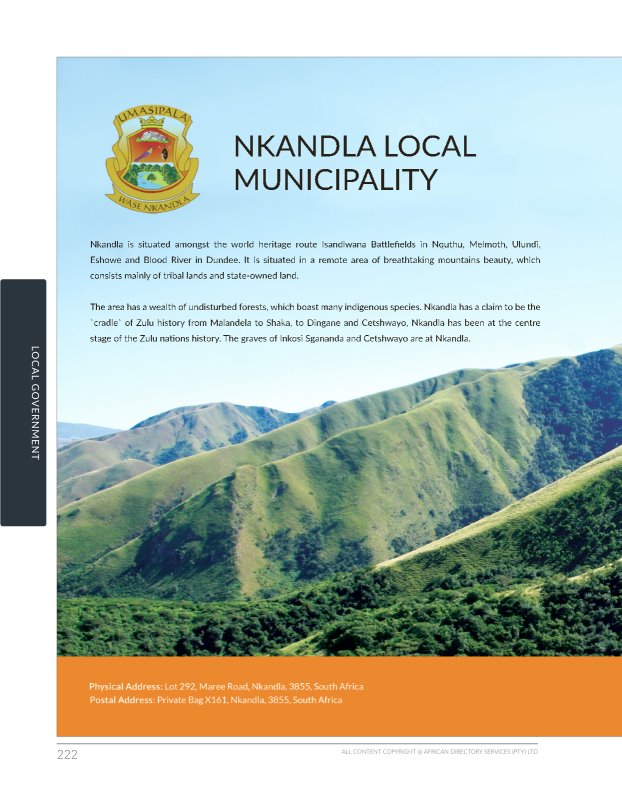 UMASIPALA
WASE NKANDLA
NKANDLA LOCAL
MUNICIPALITY
Nkandla is situated amongst the world heritage route Isandlwana Battlefields in Nquthu, Melmoth, Ulundi,
Eshowe and Blood River in Dundee. It is situated in a remote area of breathtaking mountains beauty, which
consists mainly of tribal lands and state-owned land.
The area has a wealth of undisturbed forests, which boast many indigenous species. Nkandla has a claim to be the
`cradle` of Zulu history from Malandela to Shaka, to Dingane and Cetshwayo, Nkandla has been at the centre
stage of the Zulu nations history. The graves of Inkosi Sgananda and Cetshwayo are at Nkandla.
LOCAL GOVERNMENT
Physical Address: Lot 292, Maree Road, Nkandla, 3855, South Africa
Postal Address: Private Bag X161, Nkandla, 3855, South Africa
222
ALL CONTENT COPYRIGHT @ AFRICAN DIRECTORY SERVICES (PTY) LTD